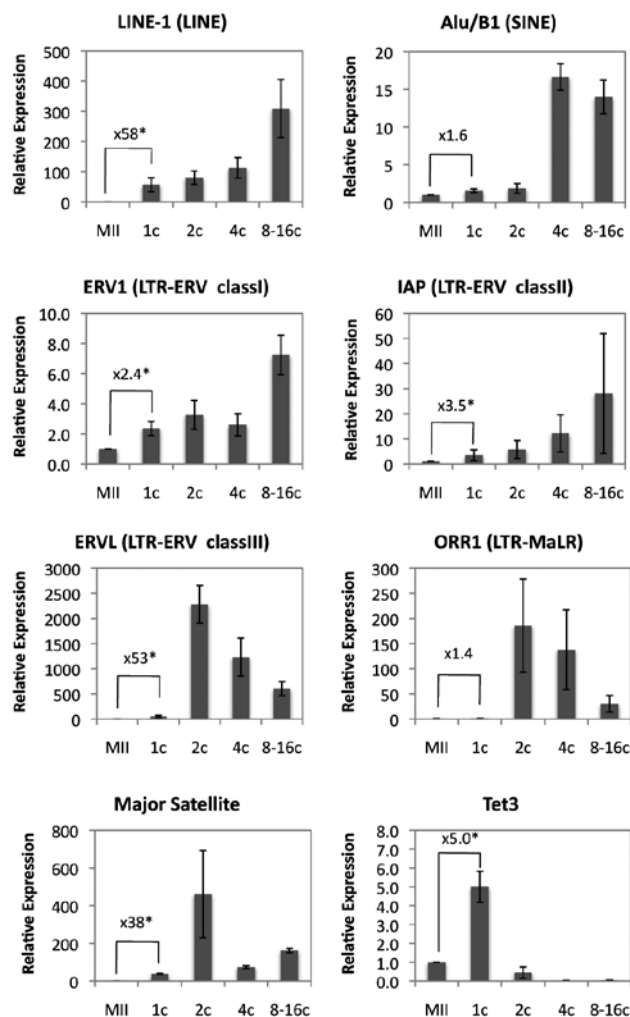 LINE-1 (LINE)
Relative Expression
500
400
300
200
100
0
x58*
MII 1c 2c 4c 8-16c
Alu/B1 (SINE)
Relative Expression
20
15
10
5
0
x1.6
MII 1c 2c 4c 8-16c
ERV1 (LTR-ERV classI)
Relative Expression
10.0
8.0
6.0
4.0
2.0
0.0
x2.4*
MII 1c 2c 4c 8-16c
IAP (LTR-ERV classII)
Relative Expression
60
50
40
30
20
10
0
x3.5*
MII 1c 2c 4c 8-16c
ERVL (LTR-ERV classIII)
Relative Expression
3000
2500
2000
1500
1000
500
0
x53*
MII 1c 2c 4c 8-16c
ORR1 (LTR-MaLR)
Relative Expression
300
250
200
150
100
50
0
x1.4
MII 1c 2c 4c 8-16c
Major Satellite
Relative Expression
800
600
400
200
0
x38*
MII 1c 2c 4c 8-16c
Tet3
Relative Expression
8.0
7.0
6.0
5.0
4.0
3.0
2.0
1.0
0.0
x5.0*
MII 1c 2c 4c 8-16c